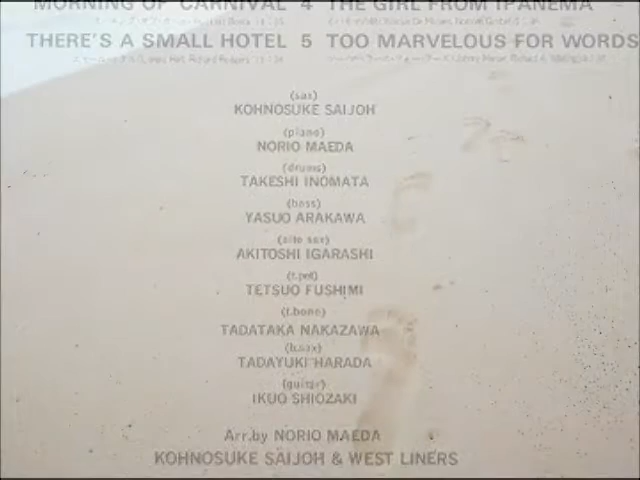 MORNING OF CARNIVAL 4 THE GIRL FROM IPANEMA
THERE'S A SMALL HOTEL 5 TOO MARVELOUS FOR WORDS
(sax)
KOHNOSUKE SAIJOH
(piano)
NORIO MAEDA
(drums)
TAKESHI INOMATA
(bass)
YASUO ARAKAWA
(alto sax)
AKITOSHI IGARASHI
(t.pet)
TETSUO FUSHIMI
(t.bone)
TADATAKA NAKAZAWA
(b.sax)
TADAYUKI HARADA
(guitar)
IKUO SHIOZAKI
Arr.by NORIO MAEDA
KOHNOSUKE SAIJOH & WEST LINERS